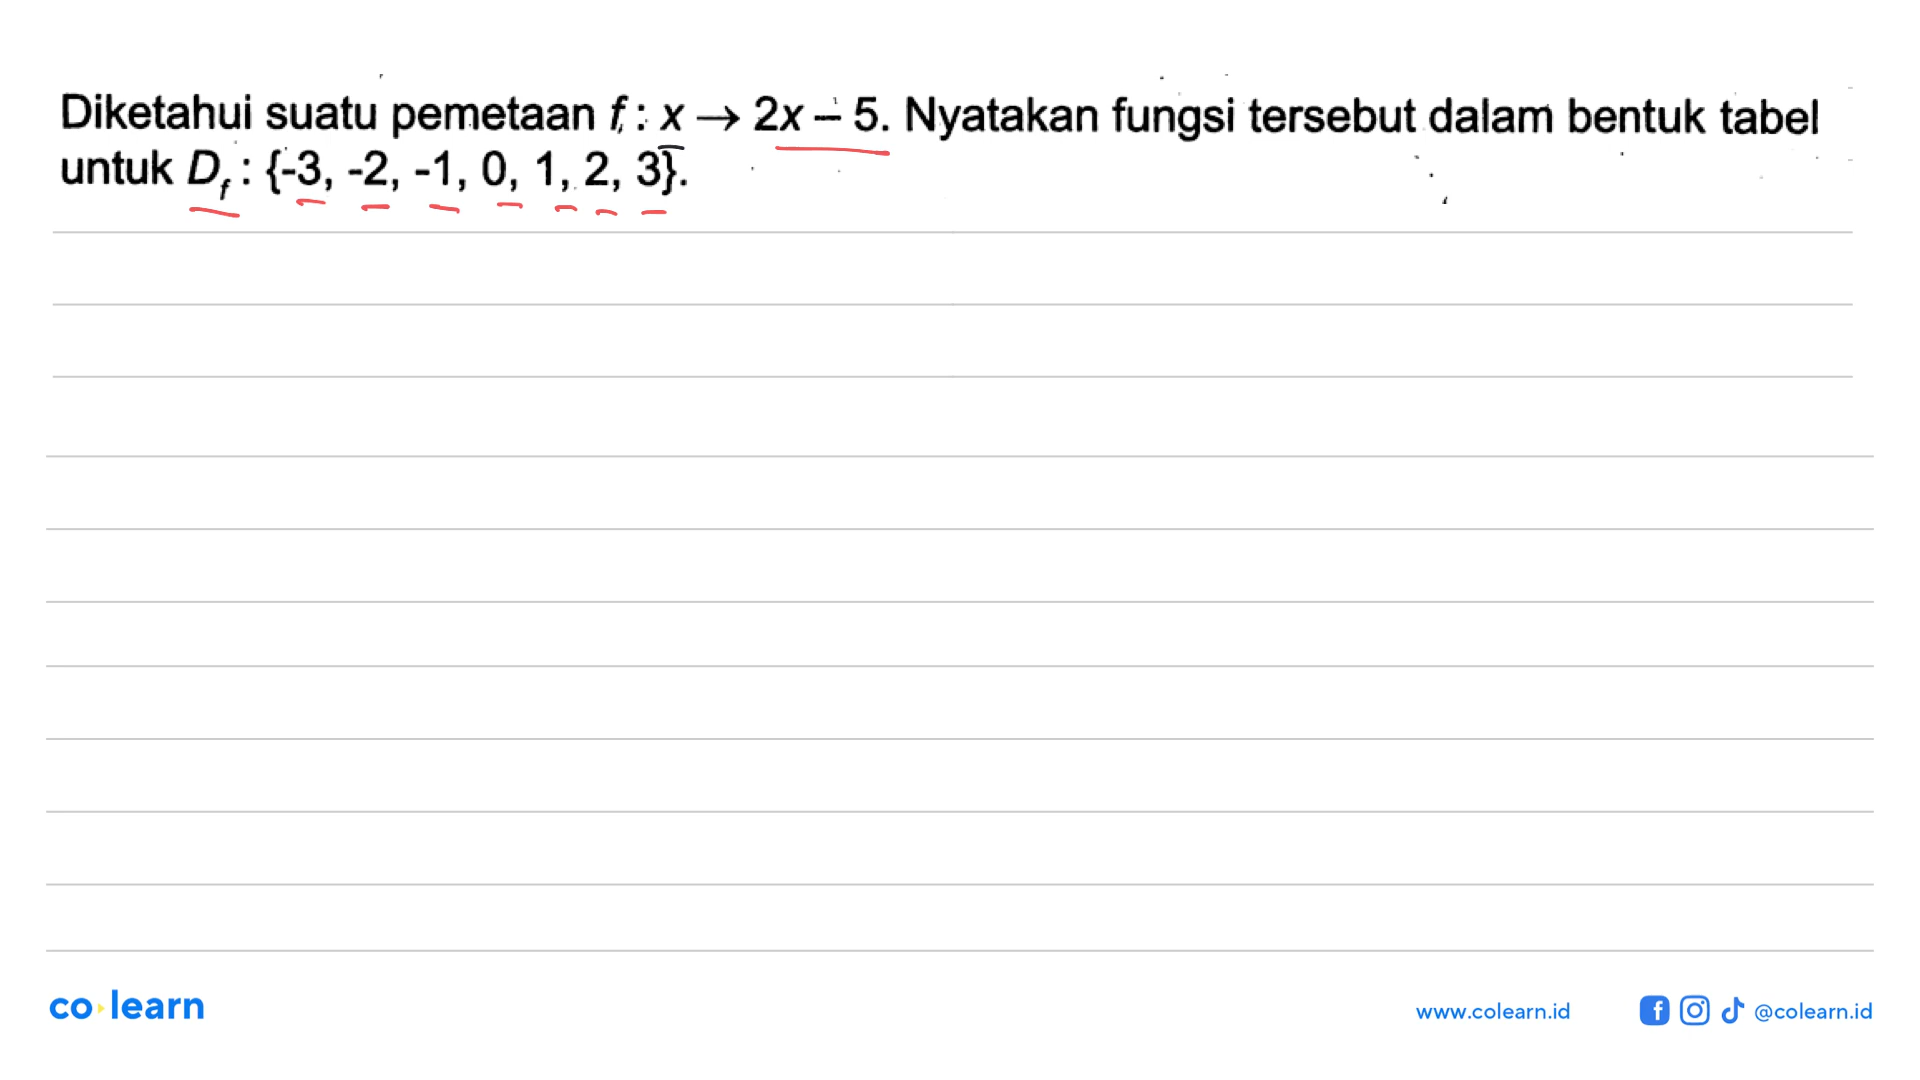 Diketahui suatu pemetaan f : x → 2x – 5. Nyatakan fungsi tersebut dalam bentuk tabel
untuk Df : {-3, -2, -1, 0, 1, 2, 3}.
co learn
www.colearn.id @colearn.id